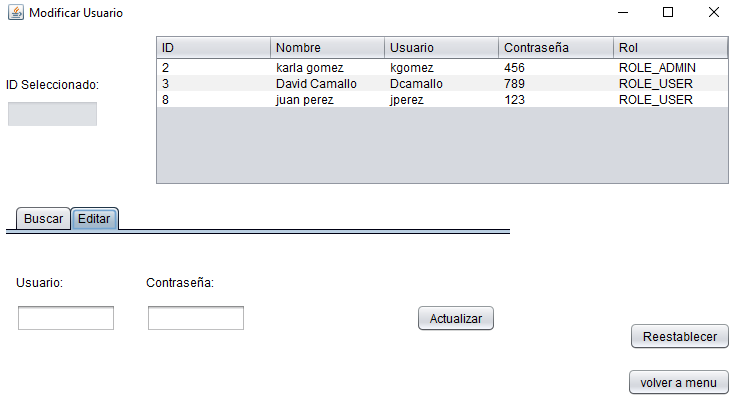 Modificar Usuario
ID Nombre Usuario Contraseña Rol
2 karla gomez kgomez 456 ROLE_ADMIN
3 David Camallo Dcamallo 789 ROLE_USER
8 juan perez jperez 123 ROLE_USER
ID Seleccionado:
Buscar Editar
Usuario: Contraseña:
Actualizar
Reestablecer
volver a menu